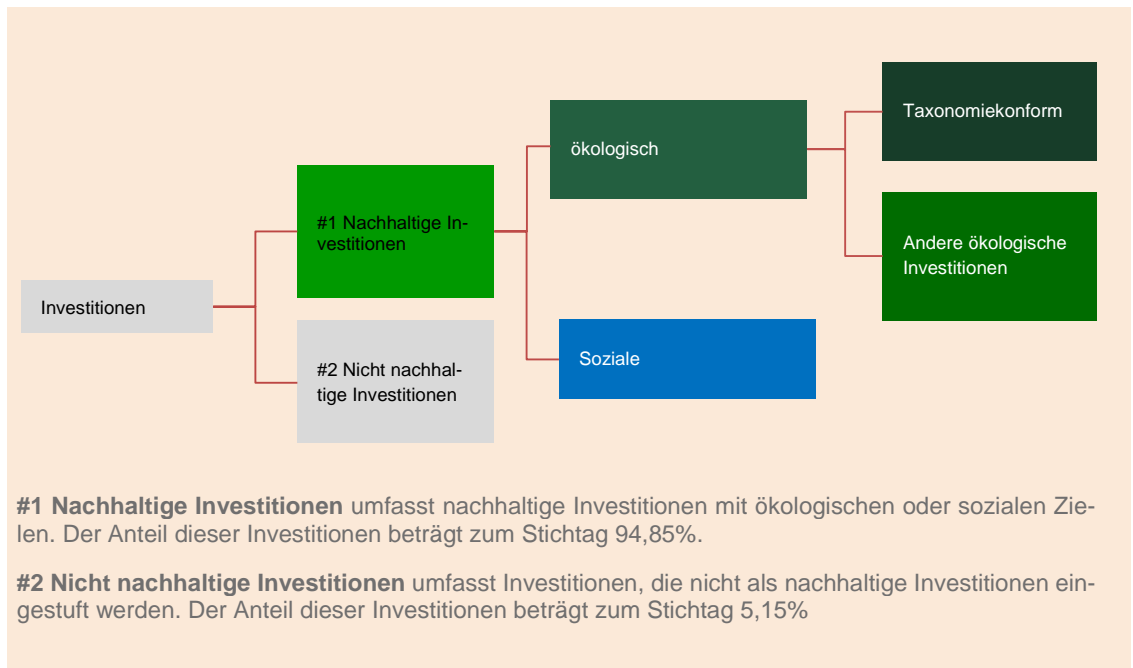 Taxonomiekonform
ökologisch
#1 Nachhaltige In-
vestitionen
Andere ökologische
Investitionen
Investitionen
#2 Nicht nachhal-
tige Investitionen
Soziale
#1 Nachhaltige Investitionen umfasst nachhaltige Investitionen mit ökologischen oder sozialen Zie-
len. Der Anteil dieser Investitionen beträgt zum Stichtag 94,85%.
#2 Nicht nachhaltige Investitionen umfasst Investitionen, die nicht als nachhaltige Investitionen ein-
gestuft werden. Der Anteil dieser Investitionen beträgt zum Stichtag 5,15%